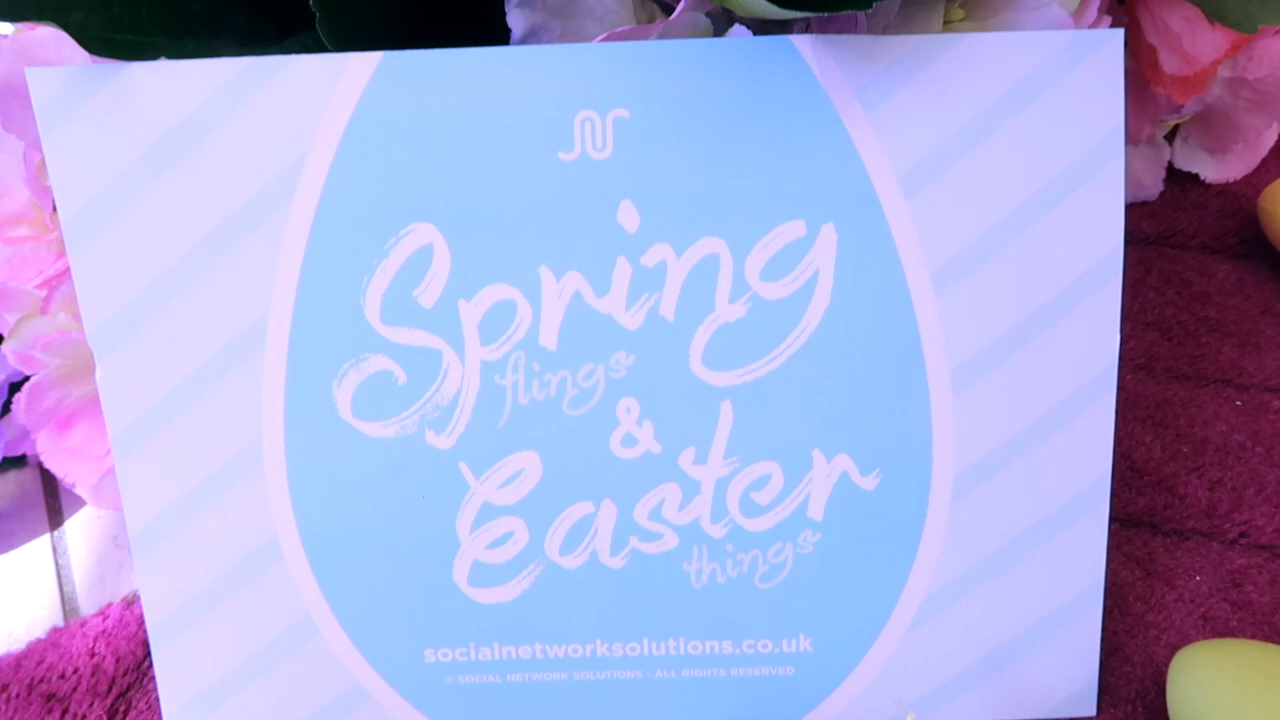 Spring
flings
&
Easter
things
socialnetworksolutions.co.uk
© SOCIAL NETWORK SOLUTIONS - ALL RIGHTS RESERVED